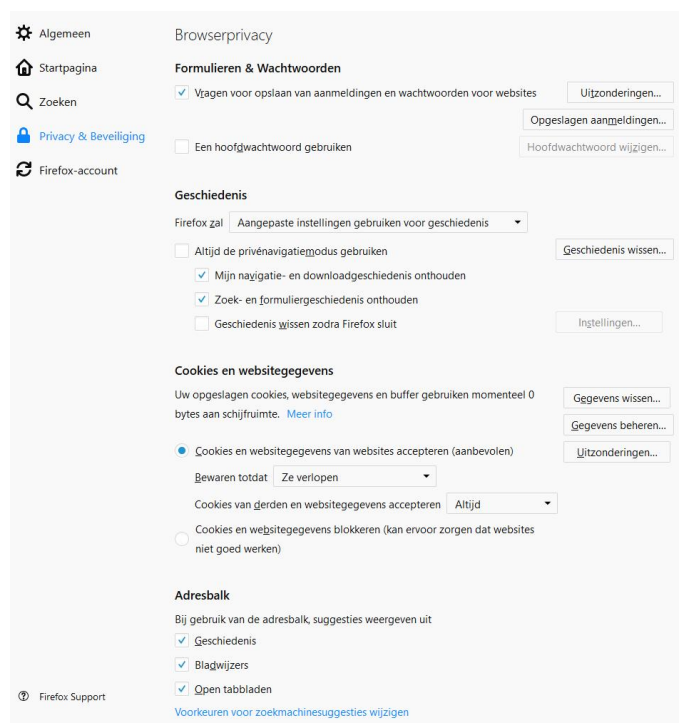 Algemeen
Startpagina
Zoeken
Privacy & Beveiliging
Firefox-account
Firefox Support
Browserprivacy
Formulieren & Wachtwoorden
Vragen voor opslaan van aanmeldingen en wachtwoorden voor websites
Uitzonderingen...
Opgeslagen aanmeldingen...
Een hoofdwachtwoord gebruiken
Hoofdwachtwoord wijzigen...
Geschiedenis
Firefox zal Aangepaste instellingen gebruiken voor geschiedenis
Altijd de privénavigatiemodus gebruiken
Geschiedenis wissen...
Mijn navigatie- en downloadgeschiedenis onthouden
Zoek- en formuliergeschiedenis onthouden
Geschiedenis wissen zodra Firefox sluit
Instellingen...
Cookies en websitegegevens
Uw opgeslagen cookies, websitegegevens en buffer gebruiken momenteel 0
bytes aan schijfruimte. Meer info
Gegevens wissen...
Gegevens beheren...
Cookies en websitegegevens van websites accepteren (aanbevolen)
Uitzonderingen...
Bewaren totdat Ze verlopen
Cookies van derden en websitegegevens accepteren Altijd
Cookies en websitegegevens blokkeren (kan ervoor zorgen dat websites
niet goed werken)
Adresbalk
Bij gebruik van de adresbalk, suggesties weergeven uit
Geschiedenis
Bladwijzers
Open tabbladen
Voorkeuren voor zoekmachinesuggesties wijzigen